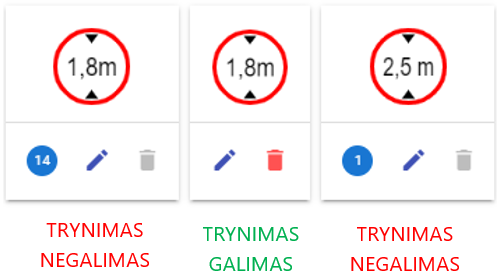 1,8m
1,8m
2,5 m
14
1
TRYNIMAS
NEGALIMAS
TRYNIMAS
GALIMAS
TRYNIMAS
NEGALIMAS